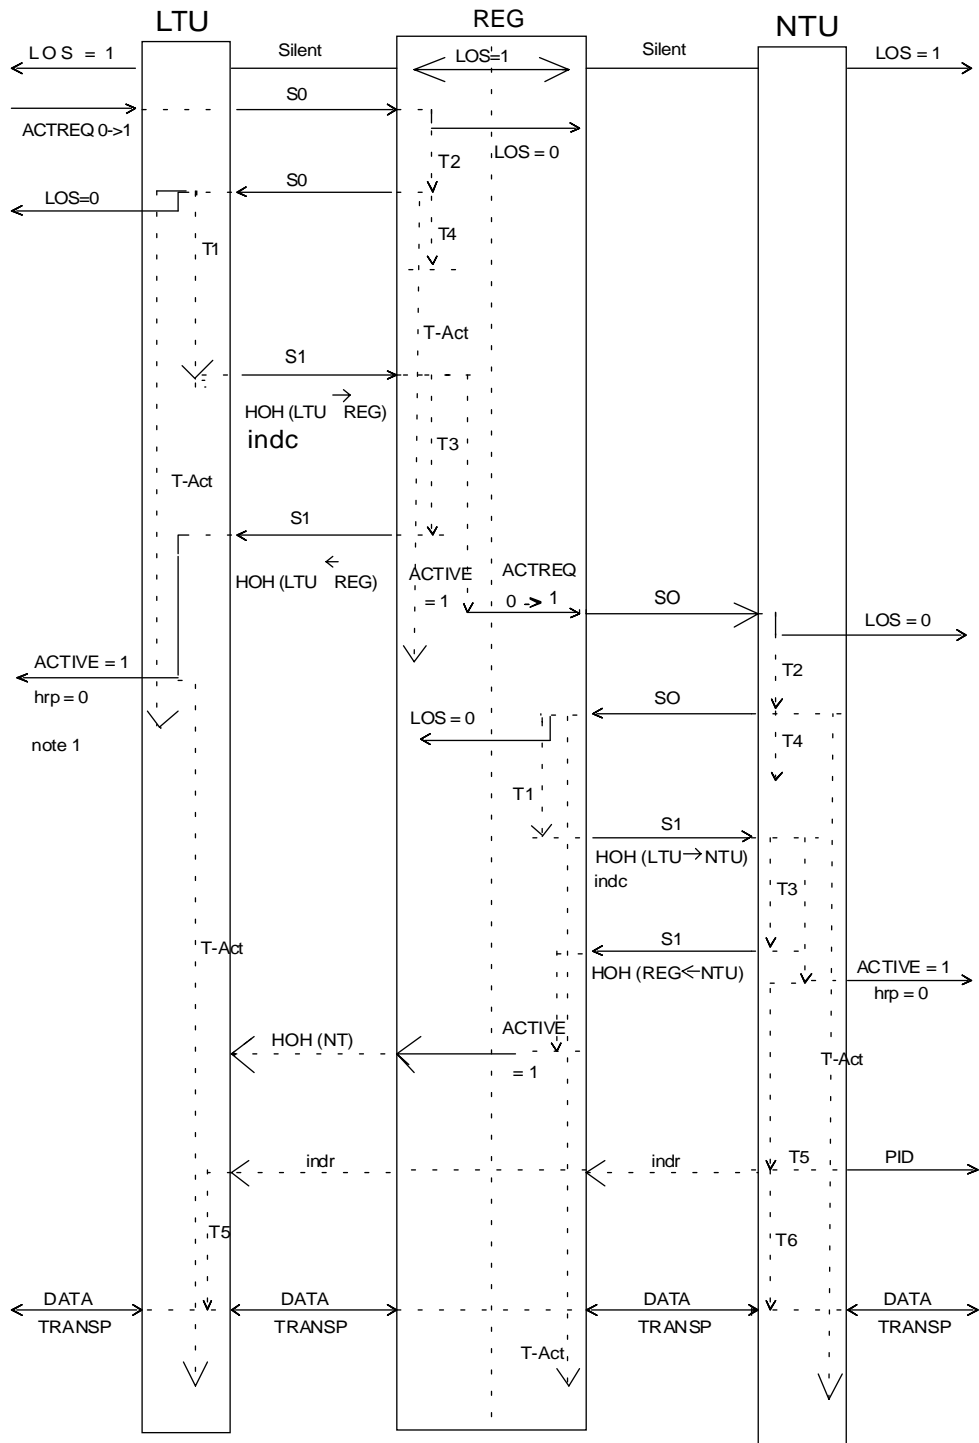 LTU
REG
NTU
LOS = 1
Silent
LOS=1
Silent
LOS = 1
S0
ACTREQ 0->1
LOS = 0
T2
S0
LOS=0
T1
T4
T-Act
S1
HOH (LTU → REG)
indc
T3
T-Act
S1
HOH (LTU ← REG)
ACTIVE
= 1
ACTREQ
0 -> 1
SO
LOS = 0
ACTIVE = 1
hrp = 0
T2
SO
LOS = 0
note 1
T4
T1
S1
HOH (LTU→NTU)
indc
T3
S1
T-Act
HOH (REG←NTU)
ACTIVE = 1
hrp = 0
HOH (NT)
ACTIVE
= 1
T-Act
indr
indr
T5
PID
T5
T6
DATA
TRANSP
DATA
TRANSP
DATA
TRANSP
DATA
TRANSP
T-Act